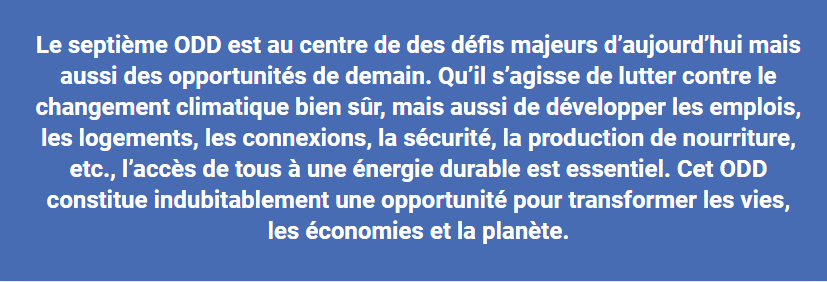 Le septième ODD est au centre de des défis majeurs d’aujourd’hui mais
aussi des opportunités de demain. Qu’il s’agisse de lutter contre le
changement climatique bien sûr, mais aussi de développer les emplois,
les logements, les connexions, la sécurité, la production de nourriture,
etc., l’accès de tous à une énergie durable est essentiel. Cet ODD
constitue indubitablement une opportunité pour transformer les vies,
les économies et la planète.